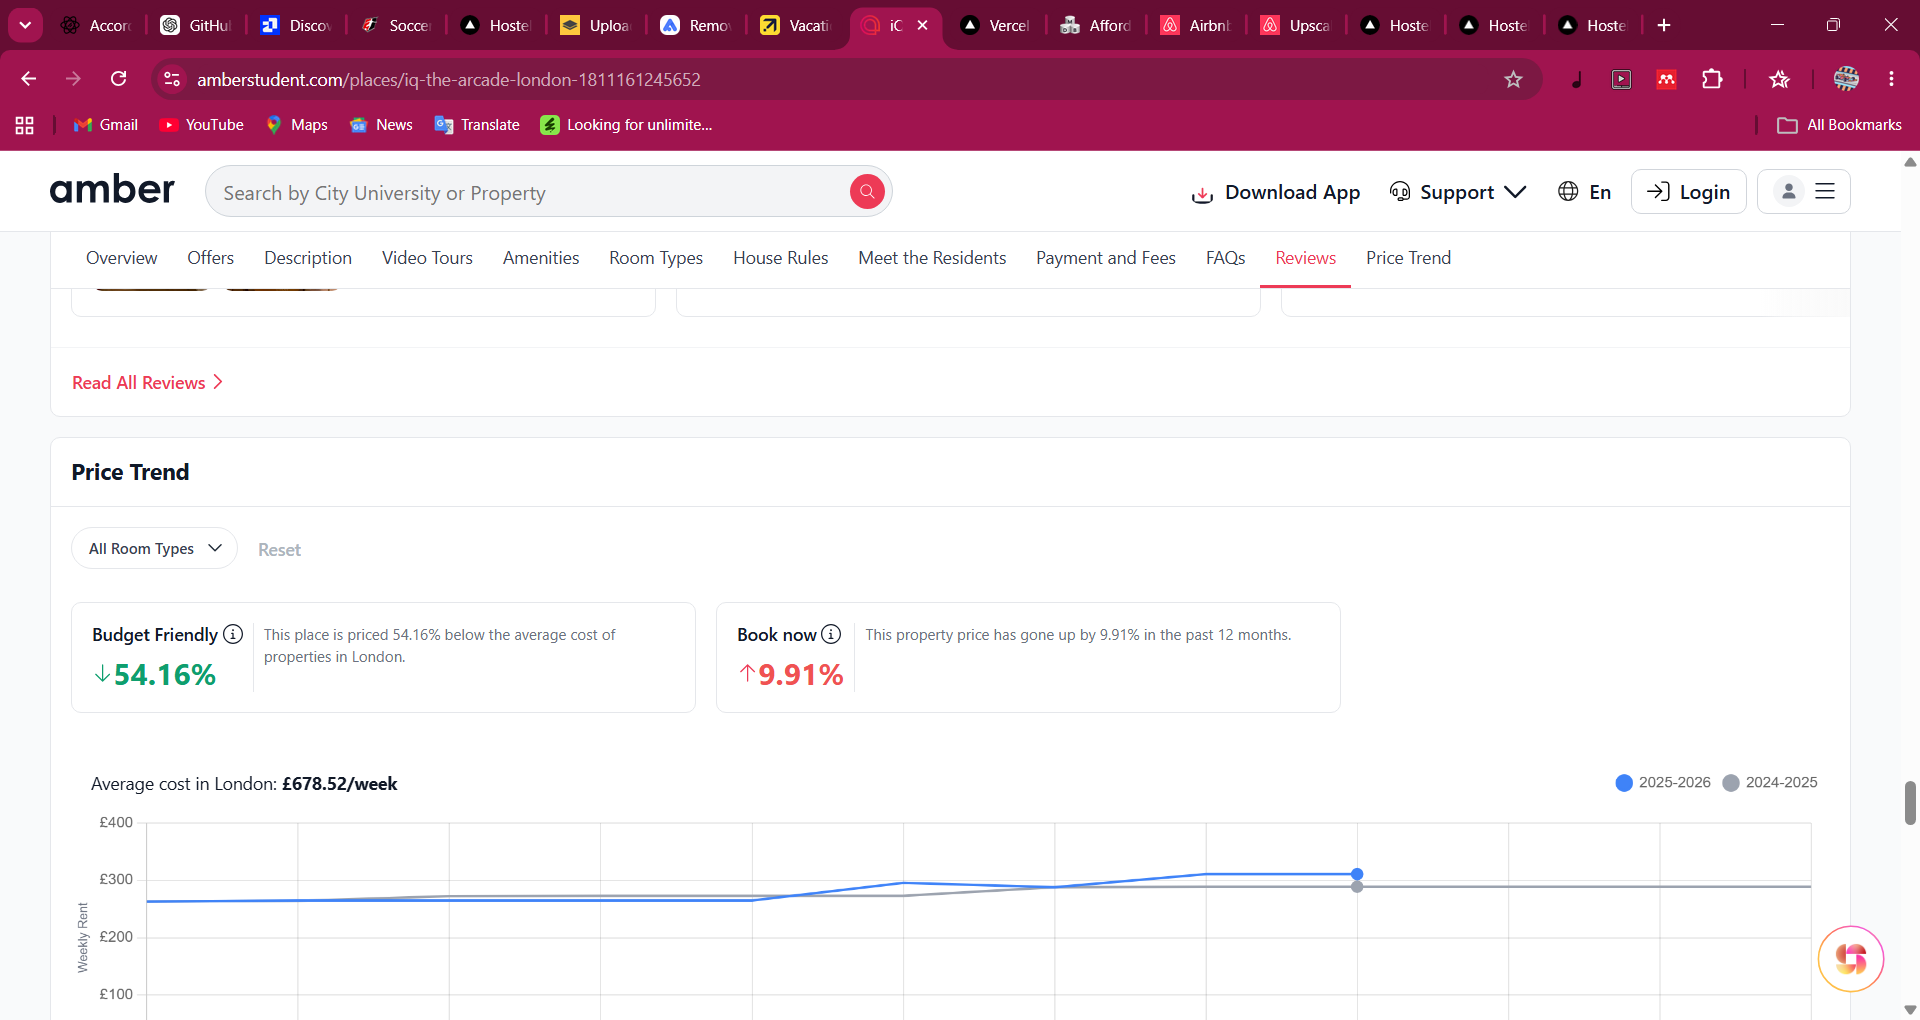 Accor
GitHu
Discov
Soccer
Hostel
Uploa
Remo
Vacati
iQ
Vercel
Afford
Airbnb
Upsca
Hoste
Hoste
Hoste
amberstudent.com/places/iq-the-arcade-london-1811161245652
Gmail
YouTube
Maps
News
Translate
Looking for unlimite...
All Bookmarks
amber
Search by City University or Property
Download App
Support
En
Login
Overview
Offers
Description
Video Tours
Amenities
Room Types
House Rules
Meet the Residents
Payment and Fees
FAQs
Reviews
Price Trend
Read All Reviews
Price Trend
All Room Types
Reset
Budget Friendly
↓54.16%
This place is priced 54.16% below the average cost of
properties in London.
Book now
↑9.91%
This property price has gone up by 9.91% in the past 12 months.
Average cost in London: £678.52/week
2025-2026
2024-2025
£400
£300
£200
£100
Weekly Rent